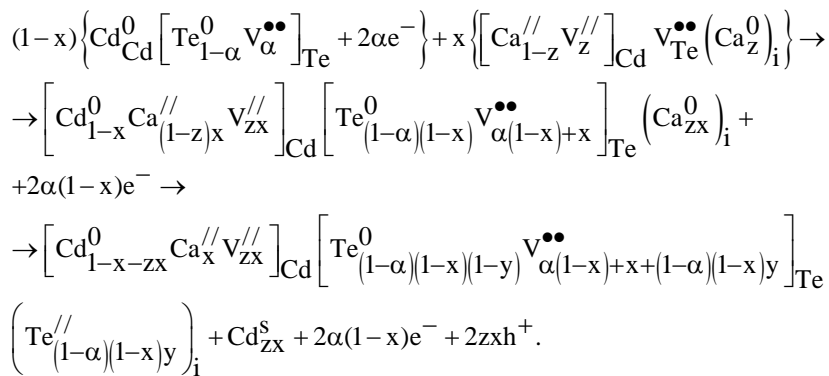 (1−x){Cd⁰_Cd [Te⁰_{1−α} V^{••}_α]_Te + 2αe⁻} + x{[Ca^{//}_{1−z} V^{//}_z]_Cd V^{••}_Te (Ca⁰_z)_i} →
→ [Cd⁰_{1−x} Ca^{//}_{(1−z)x} V^{//}_{zx}]_Cd [Te⁰_{(1−α)(1−x)} V^{••}_{α(1−x)+x}]_Te (Ca⁰_{zx})_i +
+2α(1−x)e⁻ →
→ [Cd⁰_{1−x−zx} Ca^{//}_x V^{//}_{zx}]_Cd [Te⁰_{(1−α)(1−x)(1−y)} V^{••}_{α(1−x)+x+(1−α)(1−x)y}]_Te
(Te^{//}_{(1−α)(1−x)y})_i + Cd^s_{zx} + 2α(1−x)e⁻ + 2zxh⁺.